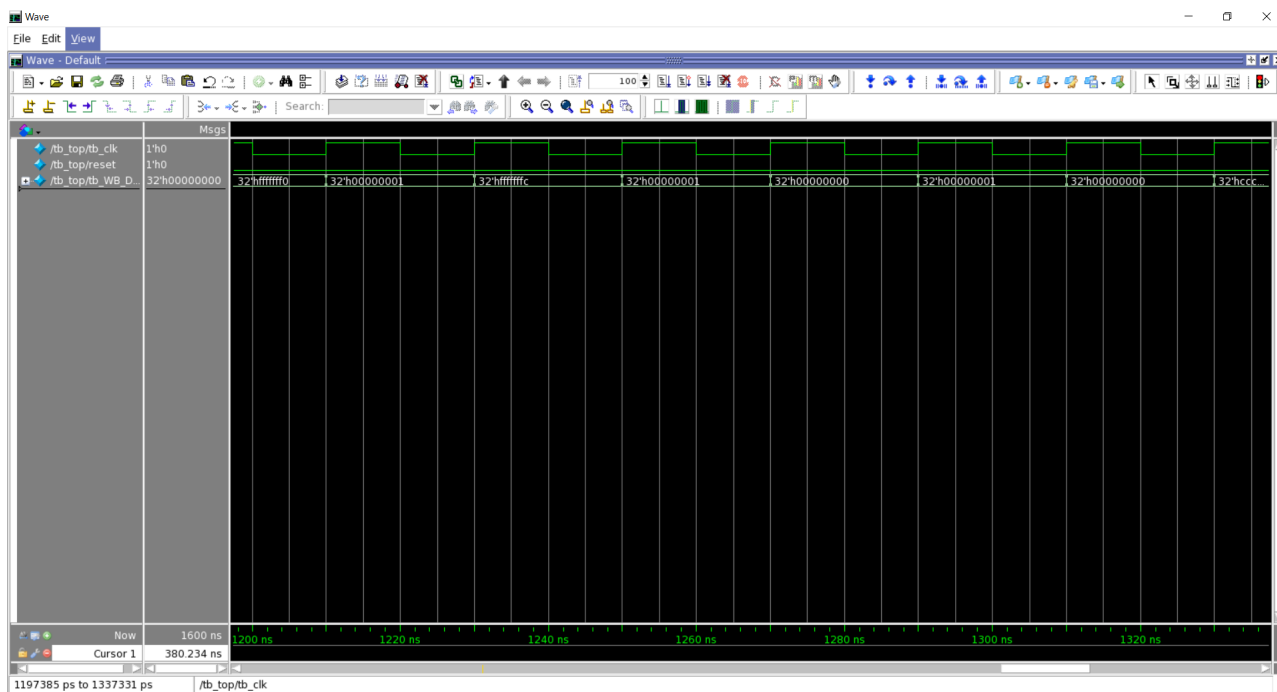 Wave
File Edit View
Wave - Default
100
Search:
Msgs
/tb_top/tb_clk 1'h0
/tb_top/reset 1'h0
/tb_top/tb_WB_D... 32'h00000000 32'hfffffff0 32'h00000001 32'hfffffffc 32'h00000001 32'h00000000 32'h00000001 32'h00000000 32'hccc...
Now 1600 ns 1200 ns 1220 ns 1240 ns 1260 ns 1280 ns 1300 ns 1320 ns
Cursor 1 380.234 ns
1197385 ps to 1337331 ps /tb_top/tb_clk